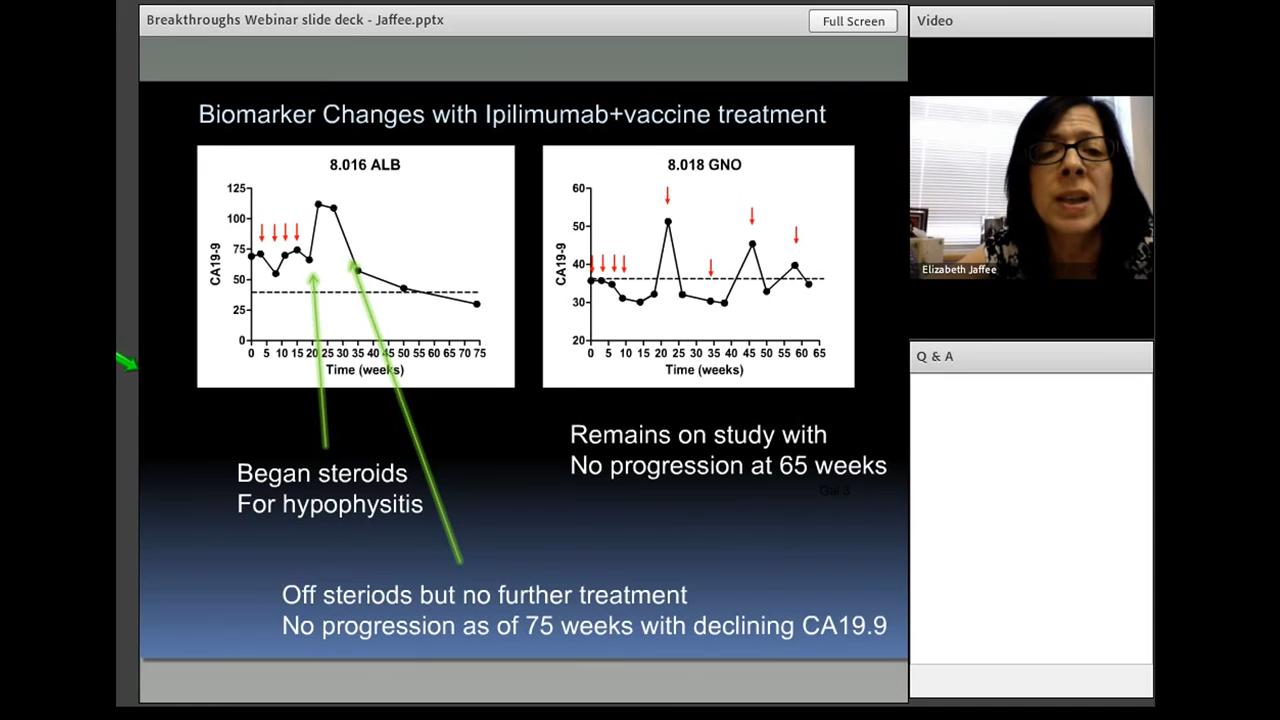 Breakthroughs Webinar slide deck - Jaffee.pptx
Full Screen
Video
Biomarker Changes with Ipilimumab+vaccine treatment
8.016 ALB
125
100
75
50
25
0
CA19-9
0 5 10 15 20 25 30 35 40 45 50 55 60 65 70 75
Time (weeks)
8.018 GNO
60
50
40
30
20
CA19-9
0 5 10 15 20 25 30 35 40 45 50 55 60 65
Time (weeks)
Elizabeth Jaffee
Q & A
Began steroids
For hypophysitis
Remains on study with
No progression at 65 weeks
Gal 3
Off steriods but no further treatment
No progression as of 75 weeks with declining CA19.9